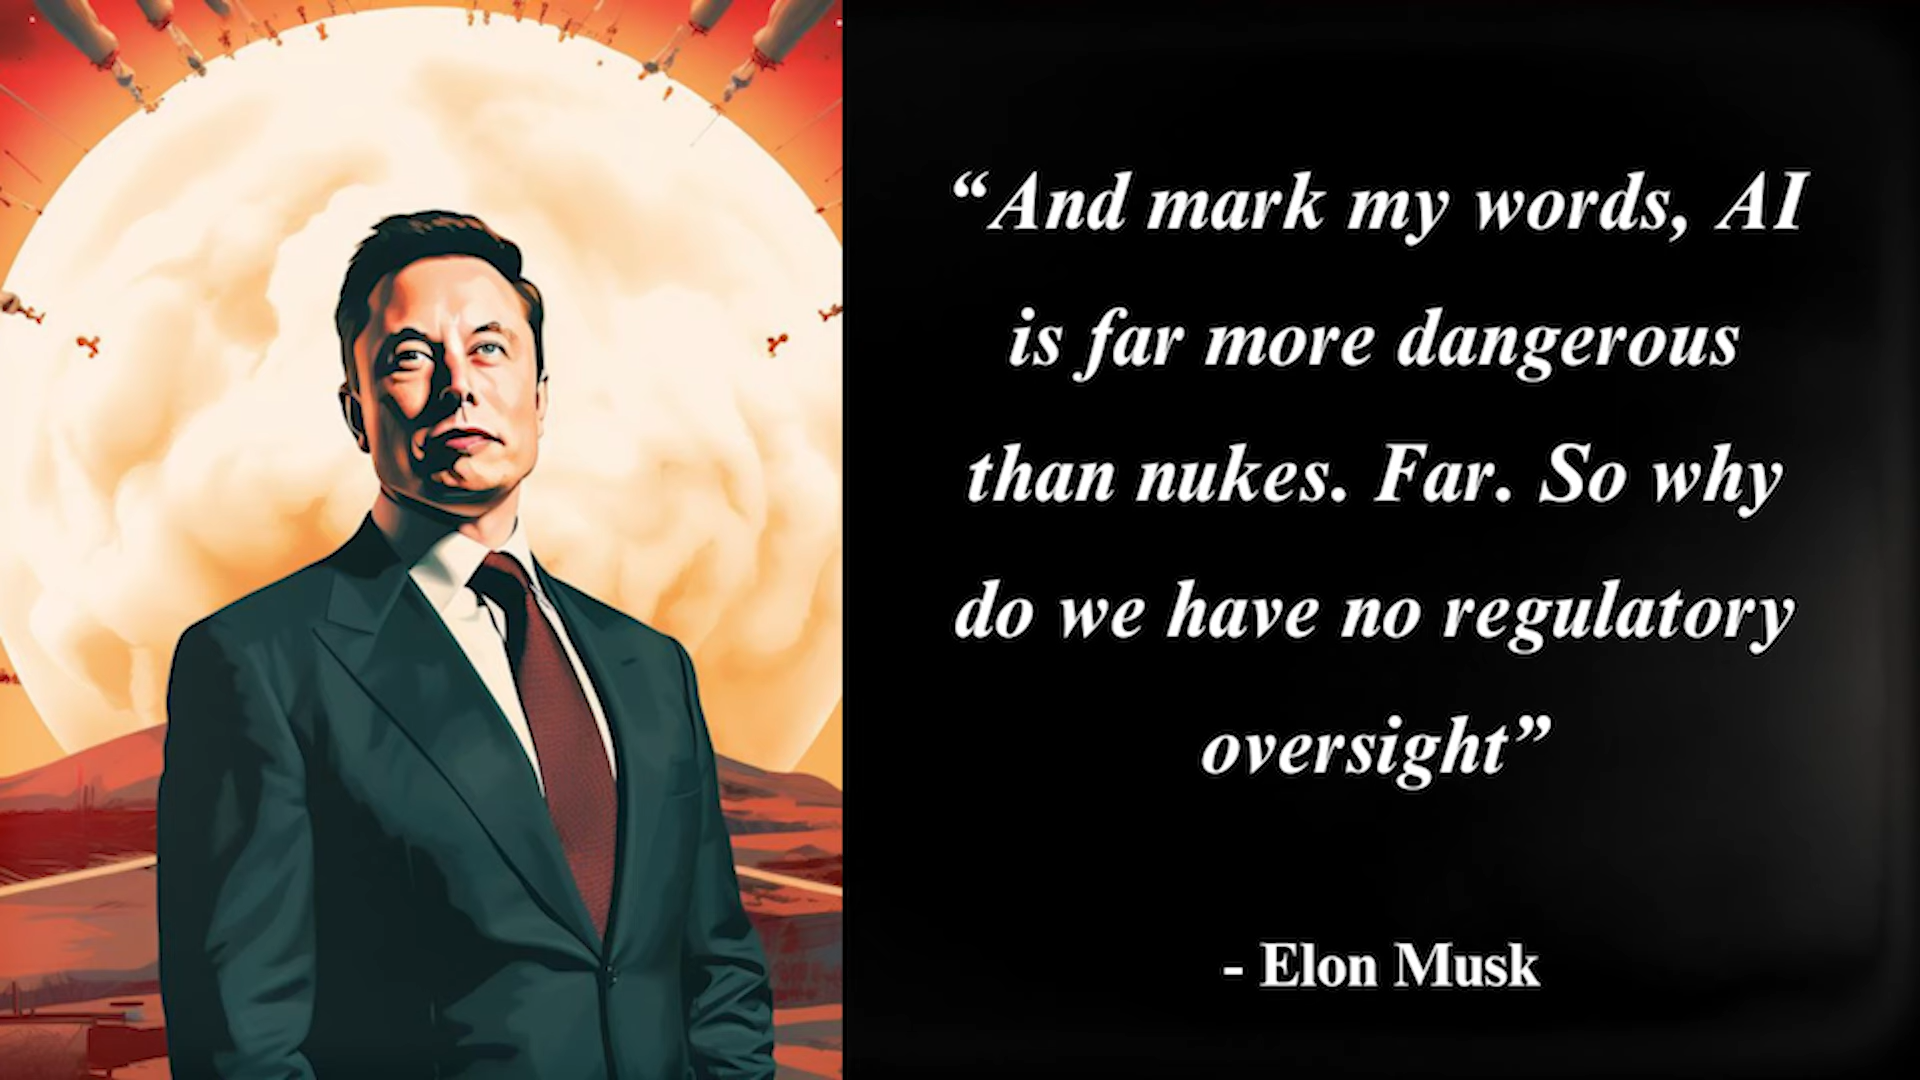 “And mark my words, AI
is far more dangerous
than nukes. Far. So why
do we have no regulatory
oversight”
- Elon Musk